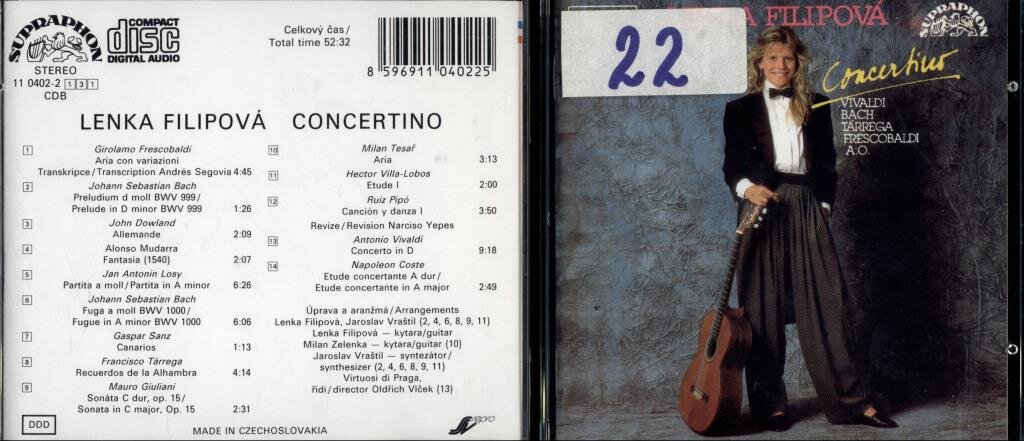 SUPRAPHON
COMPACT
disc
DIGITAL AUDIO
STEREO
11 0402-2 1 3 1
CDB
Celkový čas/
Total time 52:32
8 596911 040225
LENKA FILIPOVÁ CONCERTINO
1 Girolamo Frescobaldi
Aria con variazioni
Transkripce/Transcription Andrés Segovia 4:45
2 Johann Sebastian Bach
Preludium d moll BWV 999/
Prelude in D minor BWV 999 1:26
3 John Dowland
Allemande 2:09
4 Alonso Mudarra
Fantasia (1540) 2:07
5 Jan Antonin Losy
Partita a moll/Partita in A minor 6:26
6 Johann Sebastian Bach
Fuga a moll BWV 1000/
Fugue in A minor BWV 1000 6:06
7 Gaspar Sanz
Canarios 1:13
8 Francisco Tárrega
Recuerdos de la Alhambra 4:14
9 Mauro Giuliani
Sonáta C dur, op. 15/
Sonata in C major, Op. 15 2:31
10 Milan Tesař
Aria 3:13
11 Hector Villa-Lobos
Etude I 2:00
12 Ruiz Pipó
Canción y danza I 3:50
Revize/Revision Narciso Yepes
13 Antonio Vivaldi
Concerto in D 9:18
14 Napoleon Coste
Etude concertante A dur/
Etude concertante in A major 2:49
Úprava a aranžmá/Arrangements
Lenka Filipová, Jaroslav Vraštil (2, 4, 6, 8, 9, 11)
Lenka Filipová — kytara/guitar
Milan Zelenka — kytara/guitar (10)
Jaroslav Vraštil — syntezátor/
synthesizer (2, 4, 6, 8, 9, 11)
Virtuosi di Praga,
řídí/director Oldřich Vlček (13)
DDD
MADE IN CZECHOSLOVAKIA
repro
22
A FILIPOVÁ
SUPRAPHON
Concertino
VIVALDI
BACH
TÁRREGA
FRESCOBALDI
A.O.